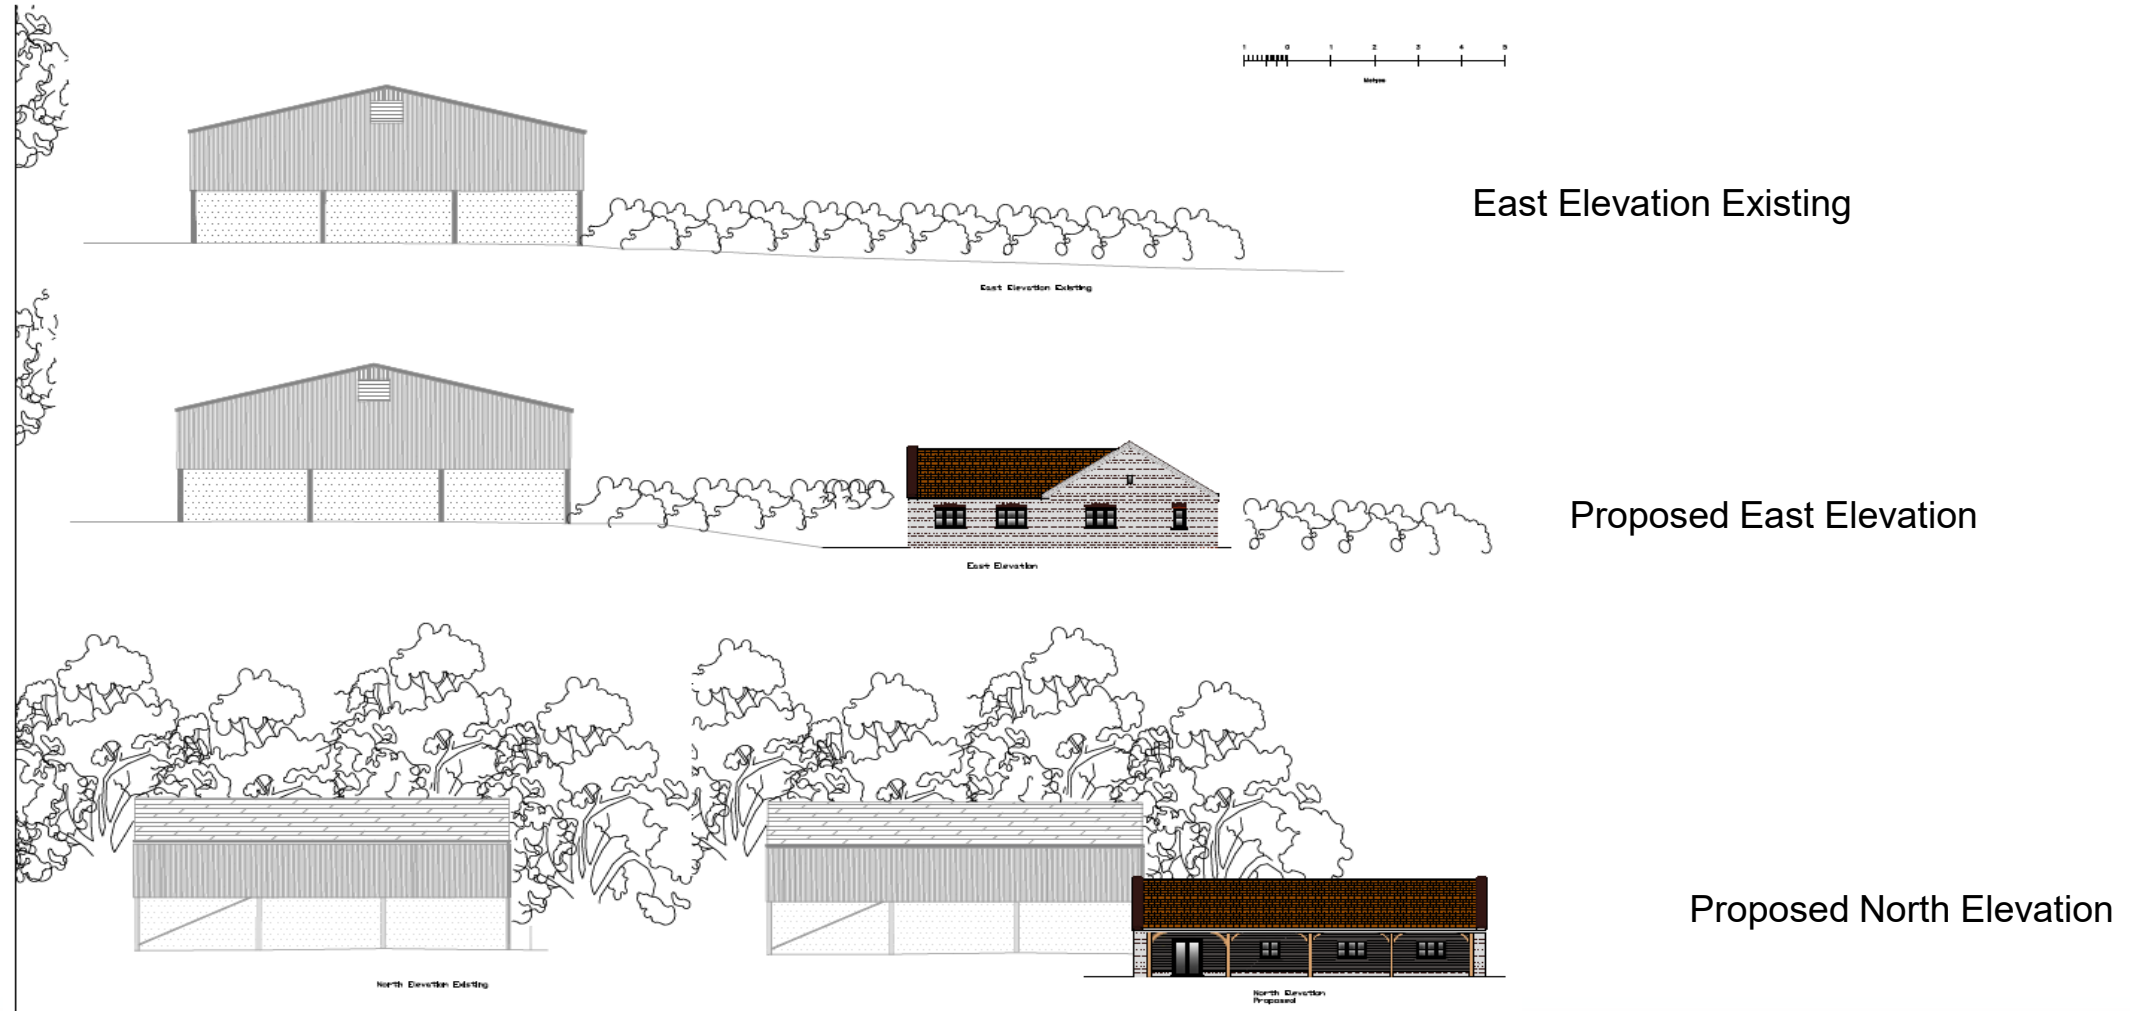 1 0 1 2 3 4 5
Metres
East Elevation Existing
East Elevation Existing
Proposed East Elevation
East Elevation
Proposed North Elevation
North Elevation Existing
North Elevation
Proposed